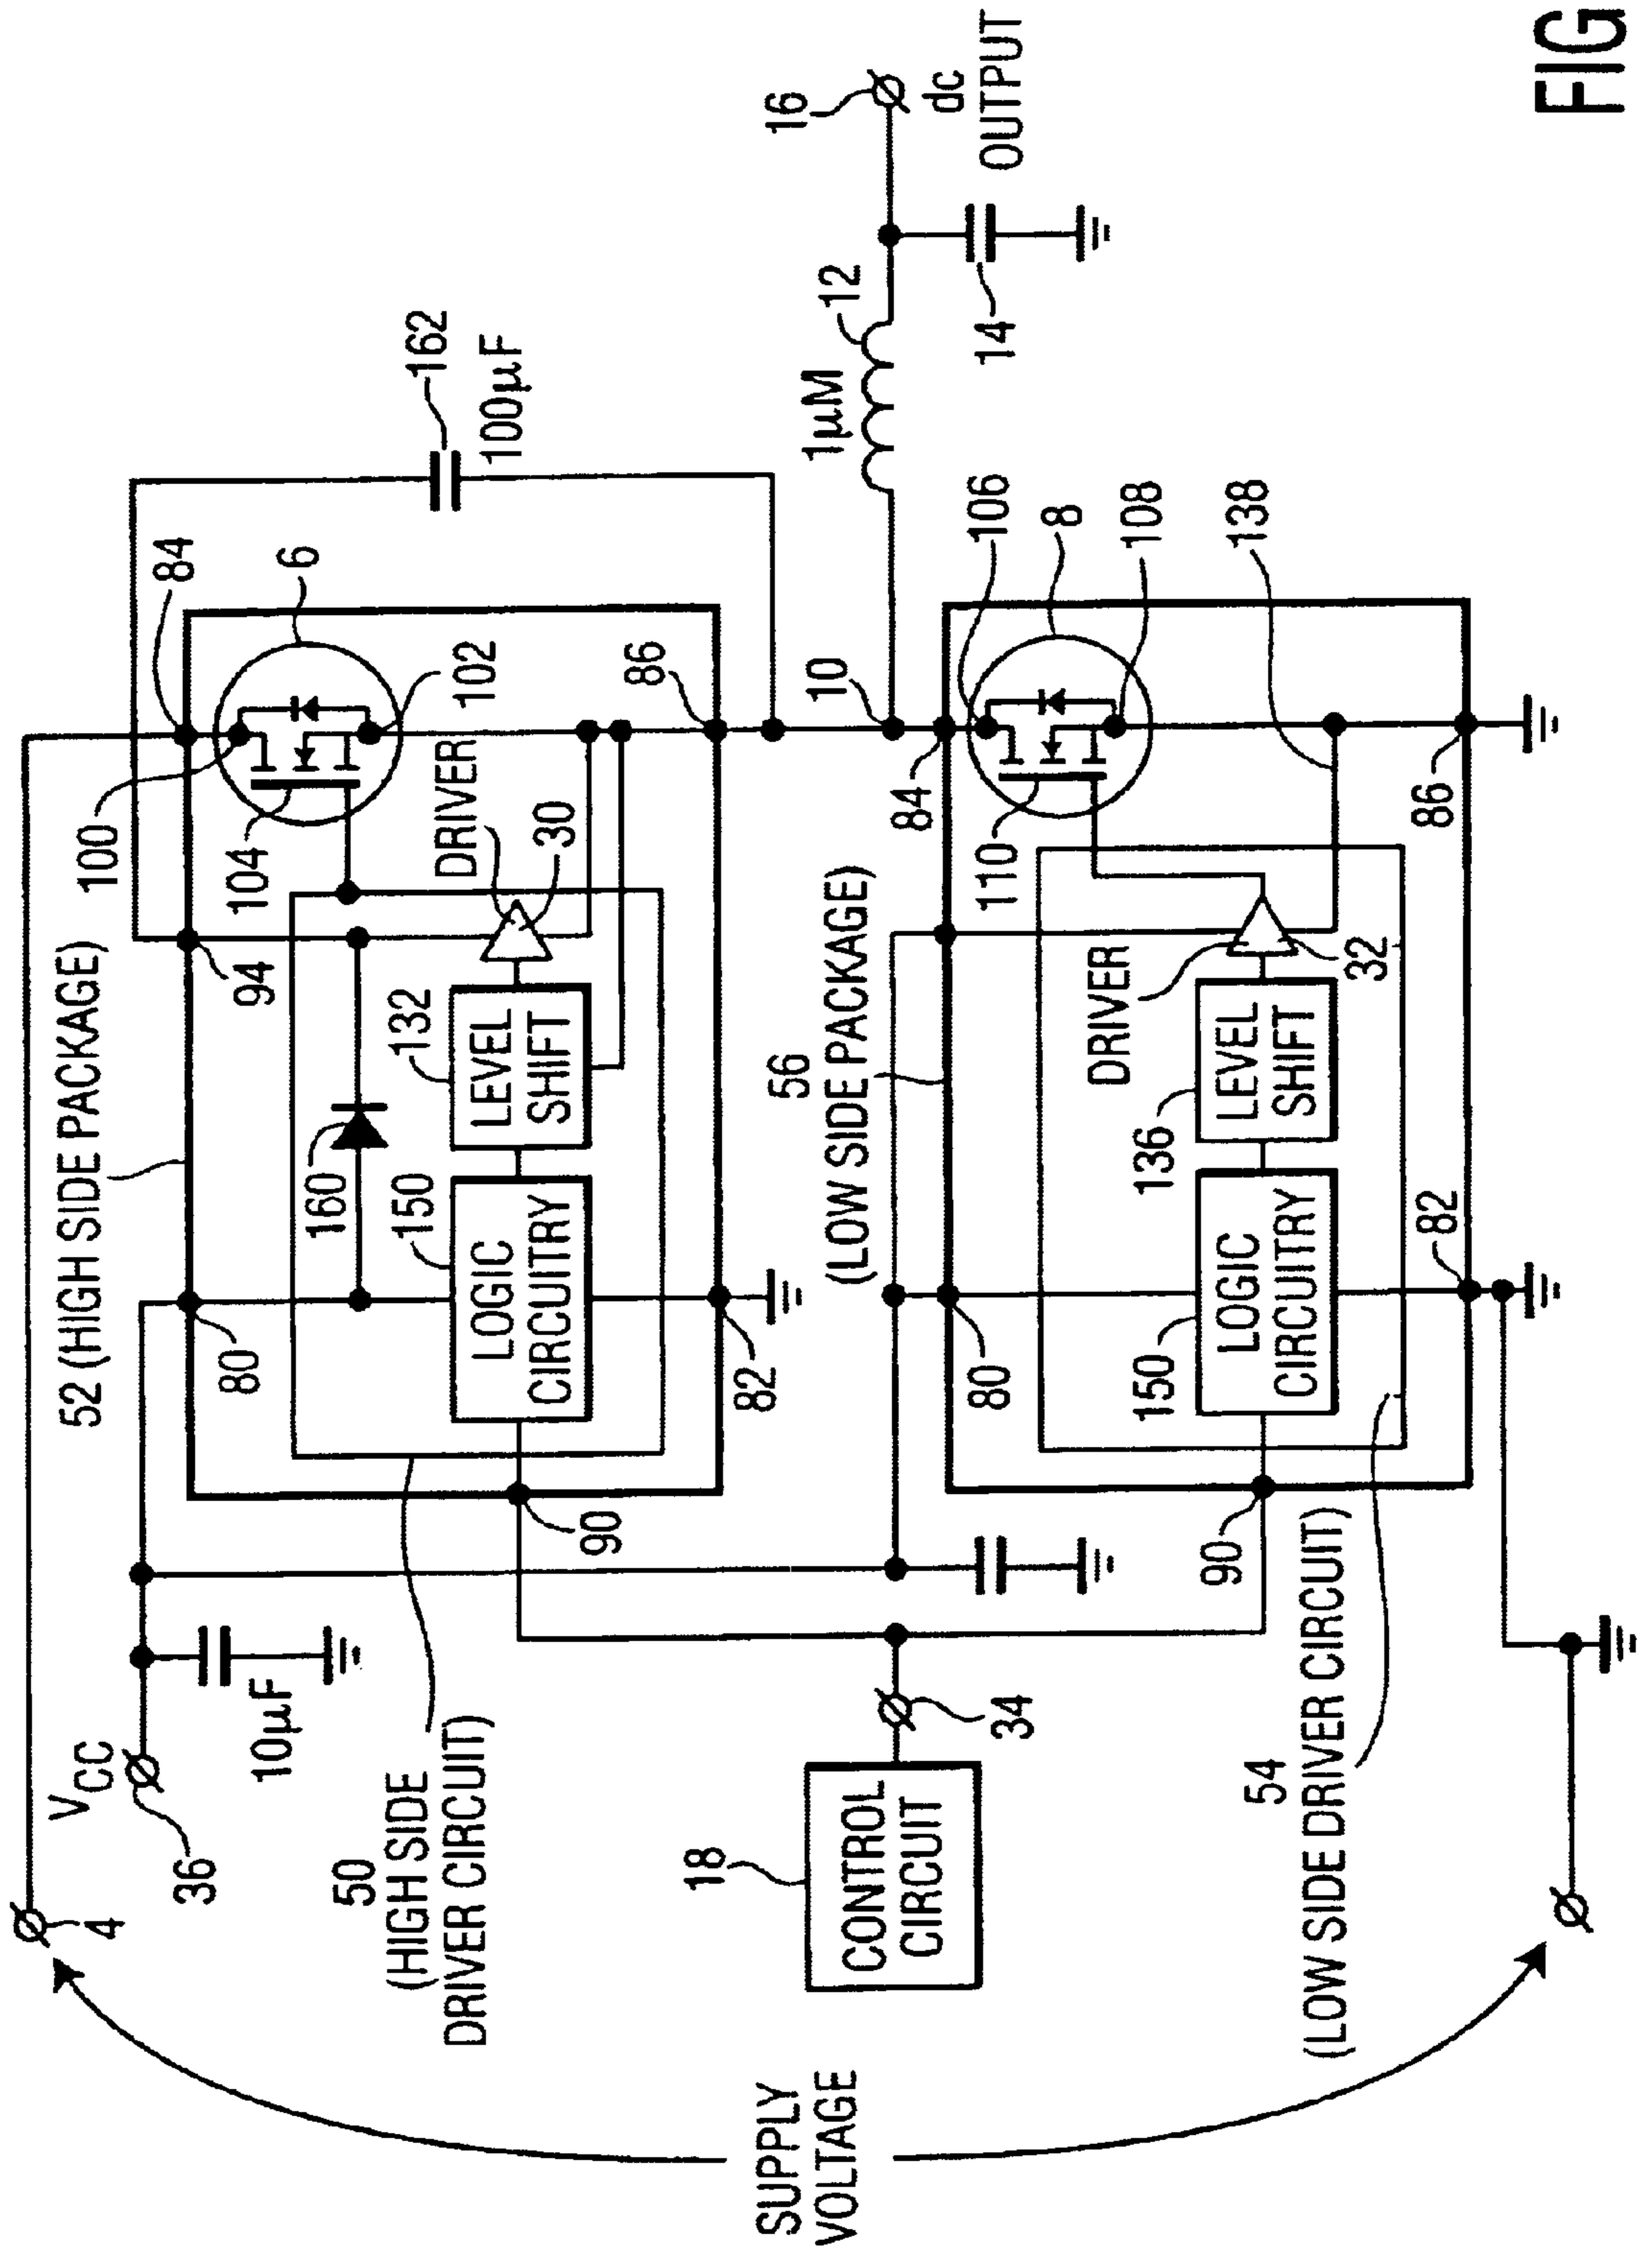 SUPPLY
VOLTAGE
4
VCC
36
10µF
50
(HIGH SIDE
DRIVER CIRCUIT)
52 (HIGH SIDE PACKAGE)
80
94
100
84
160
104
6
102
150
LOGIC
CIRCUITRY
132
LEVEL
SHIFT
DRIVER
30
90
82
86
162
100µF
18
CONTROL
CIRCUIT
34
56
(LOW SIDE PACKAGE)
10
1µM
12
16
dc
OUTPUT
14
80
84
110
106
8
108
138
DRIVER
32
136
LEVEL
SHIFT
150
LOGIC
CIRCUITRY
90
82
86
54
(LOW SIDE DRIVER CIRCUIT)
FIG